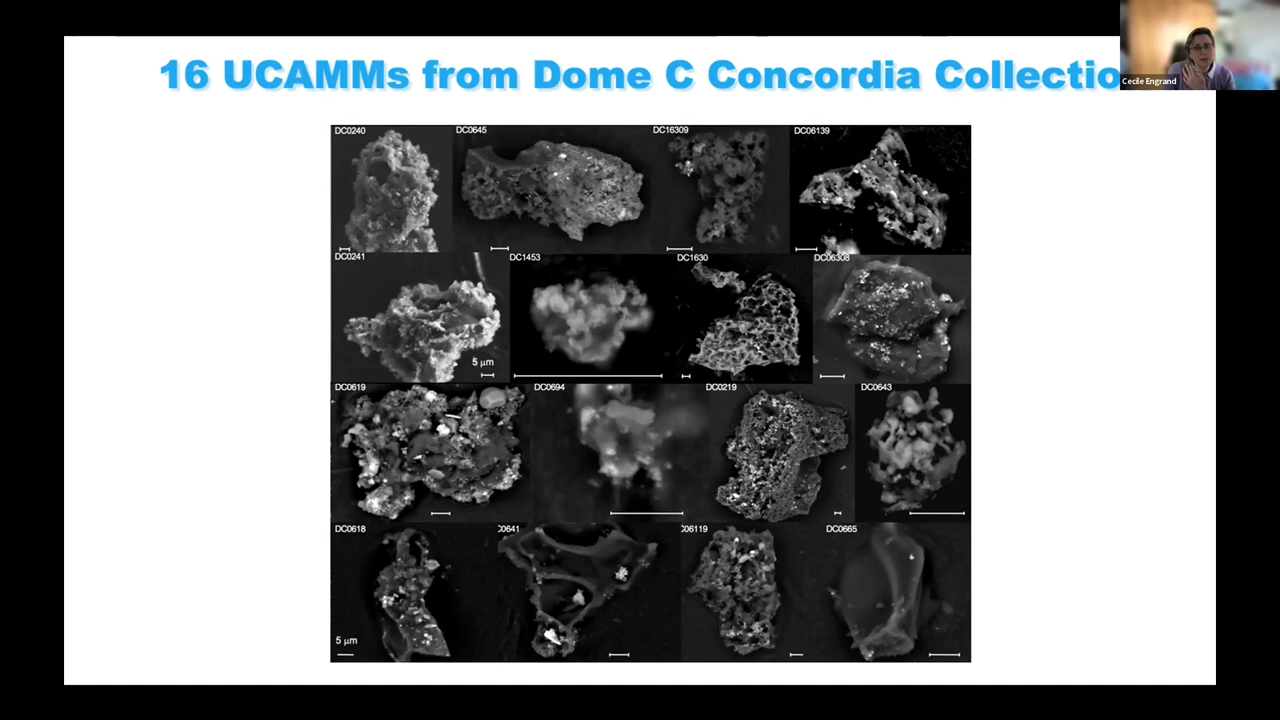 16 UCAMMs from Dome C Concordia Collectio
Cecile Engrand
DC0240
DC0645
DC16309
DC06139
DC0241
DC1453
DC1630
DC06308
5 µm
DC0619
DC0694
DC0219
DC0643
DC0618
0641
06119
DC0665
5 µm